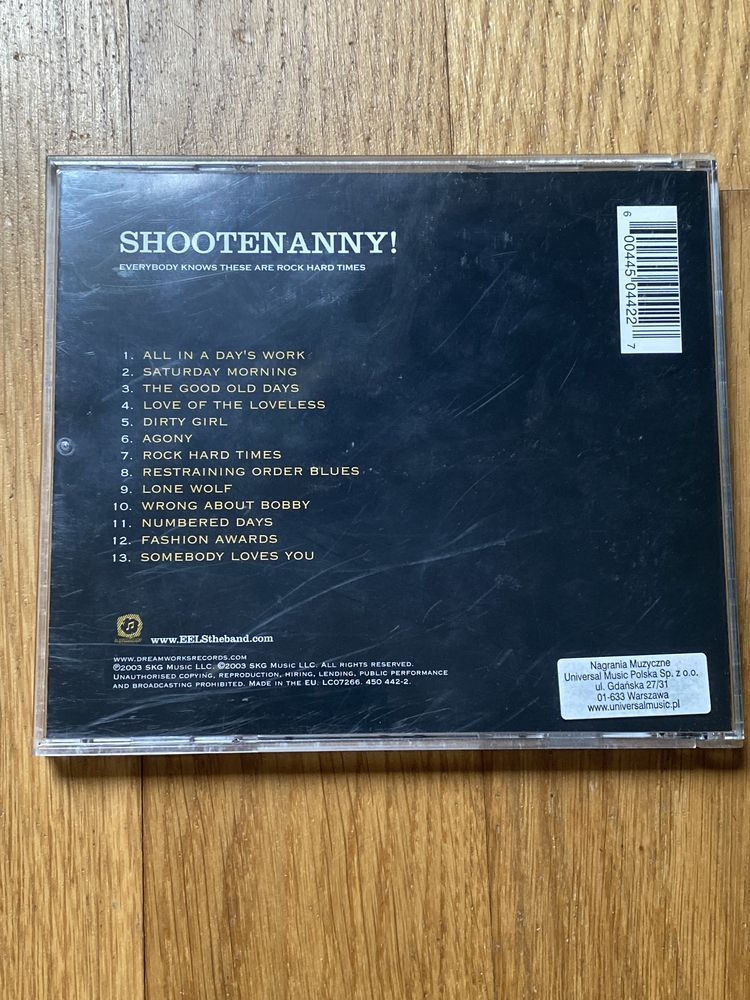 SHOOTENANNY!
EVERYBODY KNOWS THESE ARE ROCK HARD TIMES
6 00445 04422 7
1. ALL IN A DAY'S WORK
2. SATURDAY MORNING
3. THE GOOD OLD DAYS
4. LOVE OF THE LOVELESS
5. DIRTY GIRL
6. AGONY
7. ROCK HARD TIMES
8. RESTRAINING ORDER BLUES
9. LONE WOLF
10. WRONG ABOUT BOBBY
11. NUMBERED DAYS
12. FASHION AWARDS
13. SOMEBODY LOVES YOU
www.EELStheband.com
WWW.DREAMWORKSRECORDS.COM
℗2003 SKG MUSIC LLC. ©2003 SKG MUSIC LLC. ALL RIGHTS RESERVED.
UNAUTHORISED COPYING, REPRODUCTION, HIRING, LENDING, PUBLIC PERFORMANCE
AND BROADCASTING PROHIBITED. MADE IN THE EU. LC07266. 450 442-2.
Nagrania Muzyczne
Universal Music Polska Sp. z o.o.
ul. Gdańska 27/31
01-633 Warszawa
www.universalmusic.pl